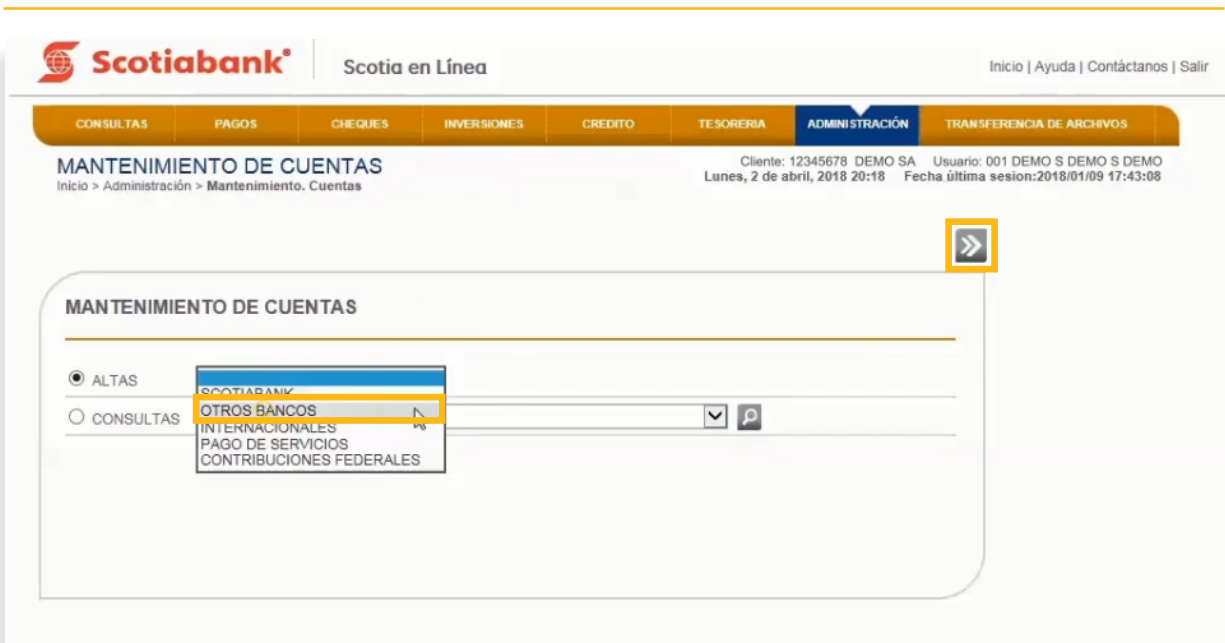 Scotiabank®
Scotia en Línea
Inicio | Ayuda | Contáctanos | Salir
CONSULTAS PAGOS CHEQUES INVERSIONES CREDITO TESORERIA ADMINISTRACIÓN TRANSFERENCIA DE ARCHIVOS
MANTENIMIENTO DE CUENTAS
Cliente: 12345678 DEMO SA Usuario: 001 DEMO S DEMO S DEMO
Inicio > Administración > Mantenimiento. Cuentas
Lunes, 2 de abril, 2018 20:18 Fecha última sesion:2018/01/09 17:43:08
MANTENIMIENTO DE CUENTAS
ALTAS
SCOTIABANK
CONSULTAS
OTROS BANCOS
INTERNACIONALES
PAGO DE SERVICIOS
CONTRIBUCIONES FEDERALES